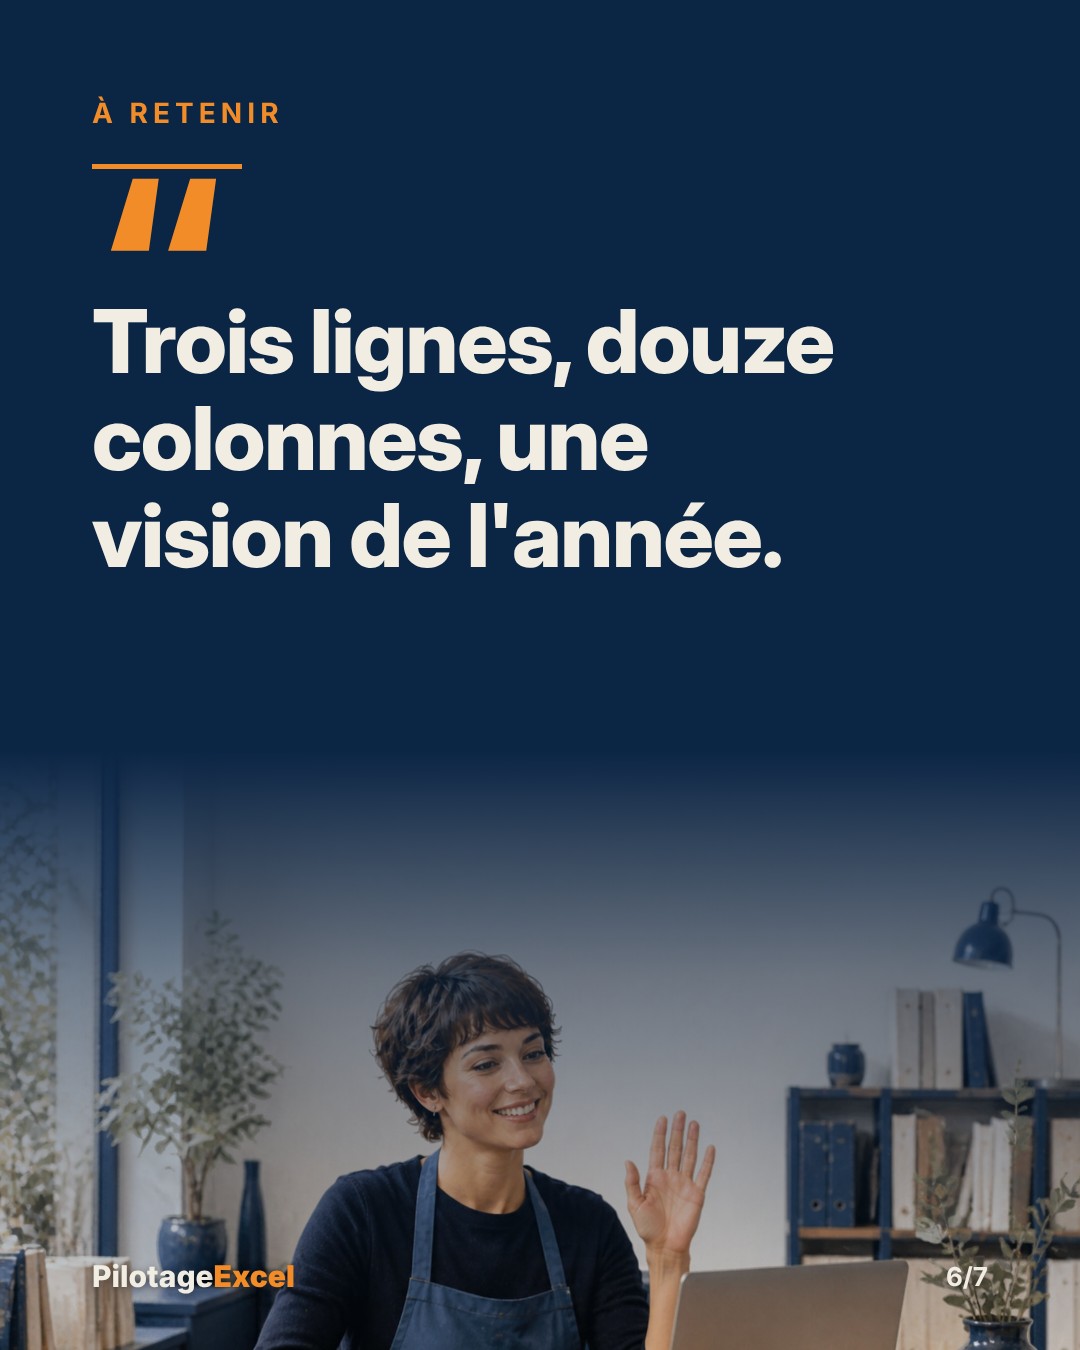 À RETENIR
"
Trois lignes, douze
colonnes, une
vision de l'année.
PilotageExcel
6/7